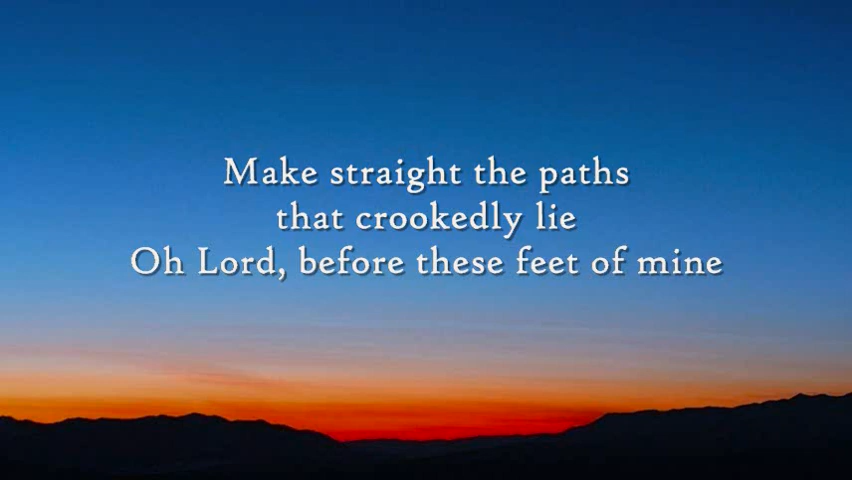 Make straight the paths
that crookedly lie
Oh Lord, before these feet of mine